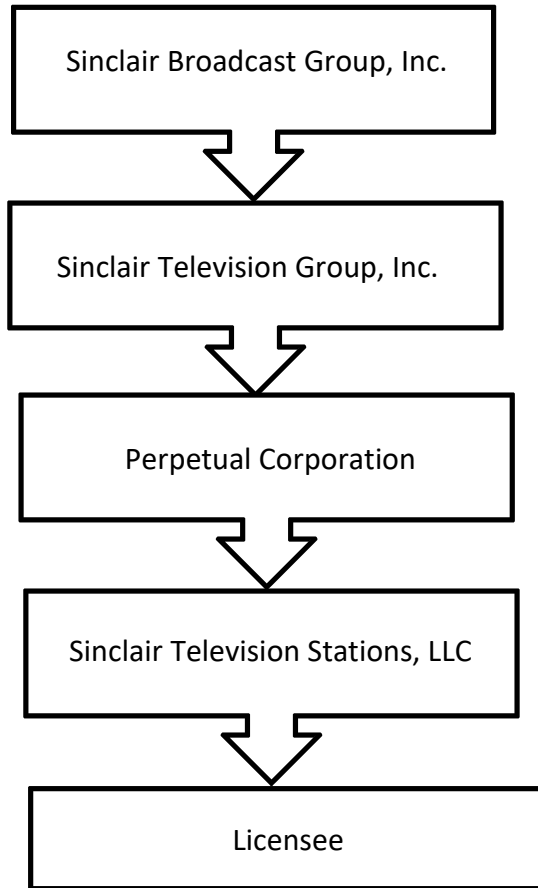 Sinclair Broadcast Group, Inc.
Sinclair Television Group, Inc.
Perpetual Corporation
Sinclair Television Stations, LLC
Licensee